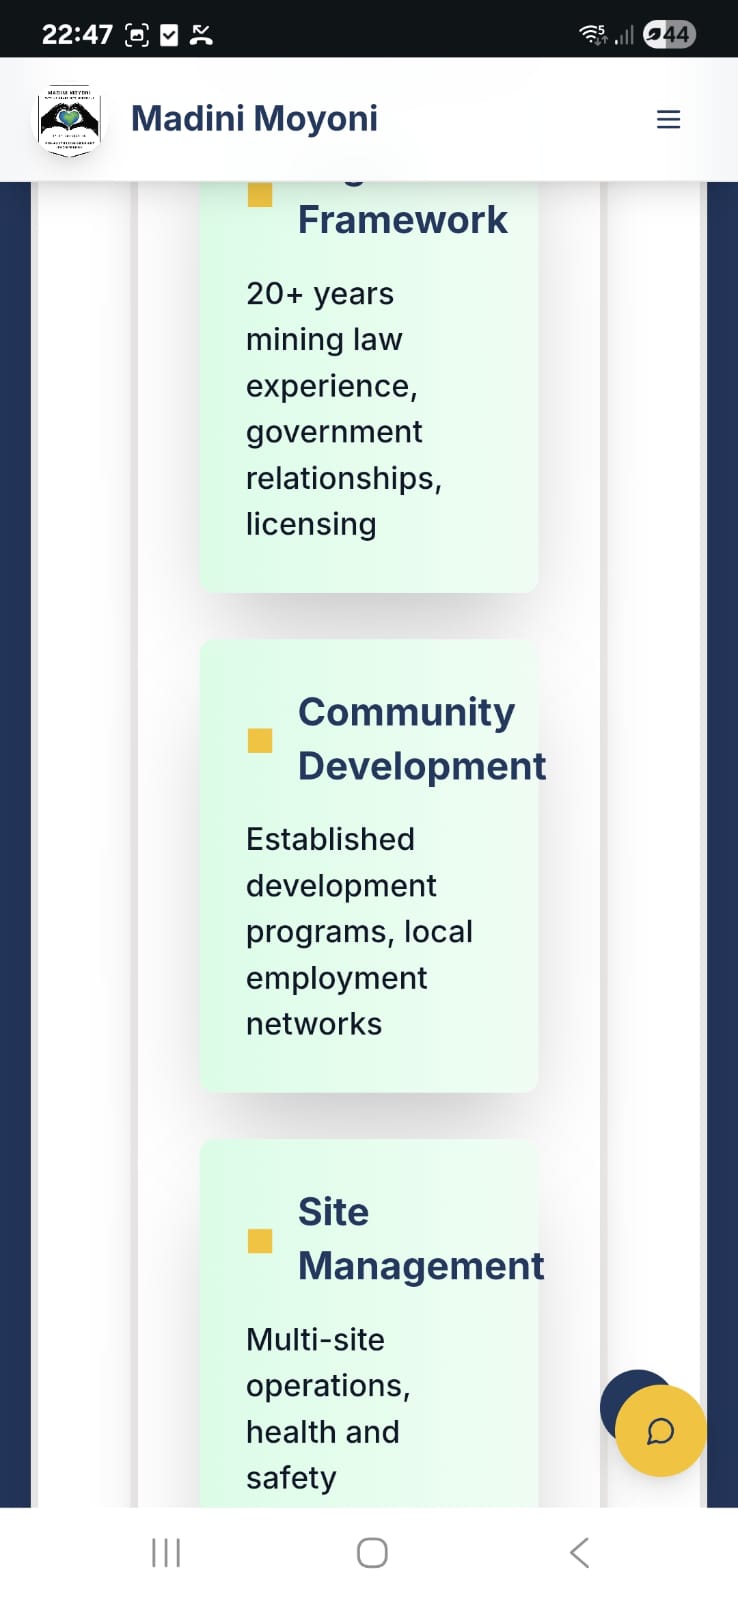 22:47
5
44
MADINI MOYONI
Madini Moyoni
Framework
20+ years
mining law
experience,
government
relationships,
licensing
Community
Development
Established
development
programs, local
employment
networks
Site
Management
Multi-site
operations,
health and
safety